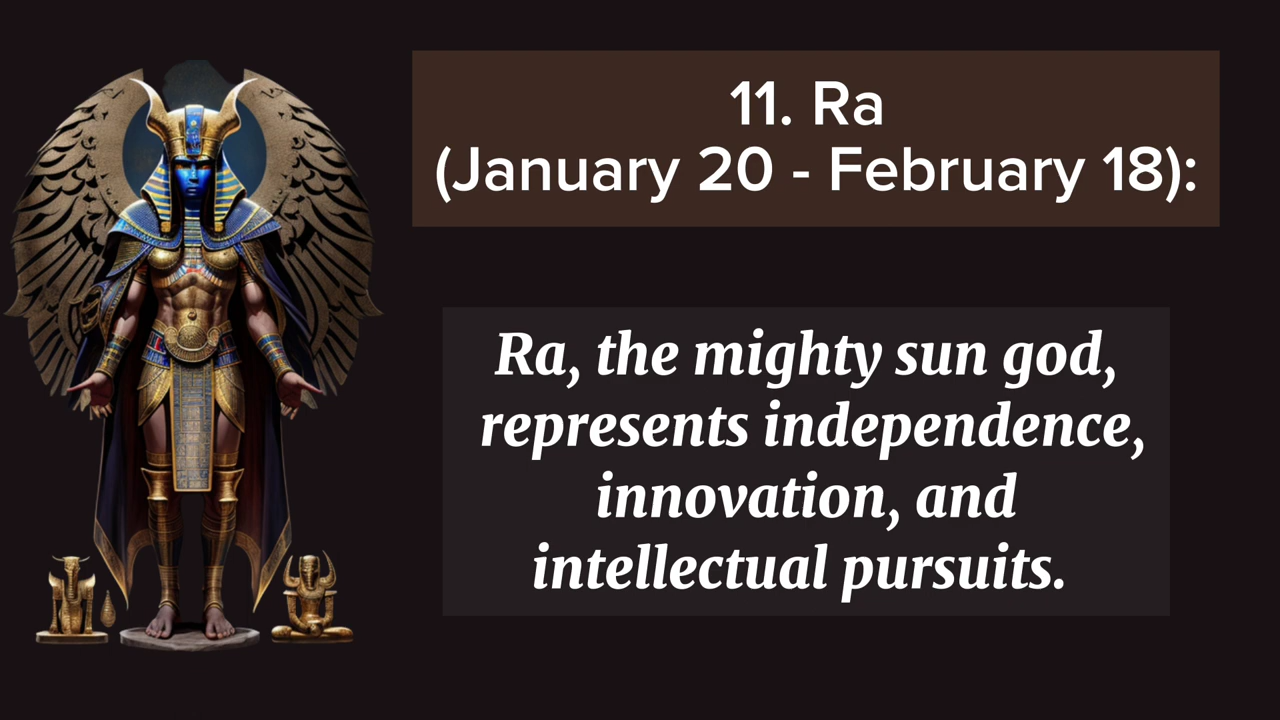 11. Ra
(January 20 - February 18):
Ra, the mighty sun god,
represents independence,
innovation, and
intellectual pursuits.